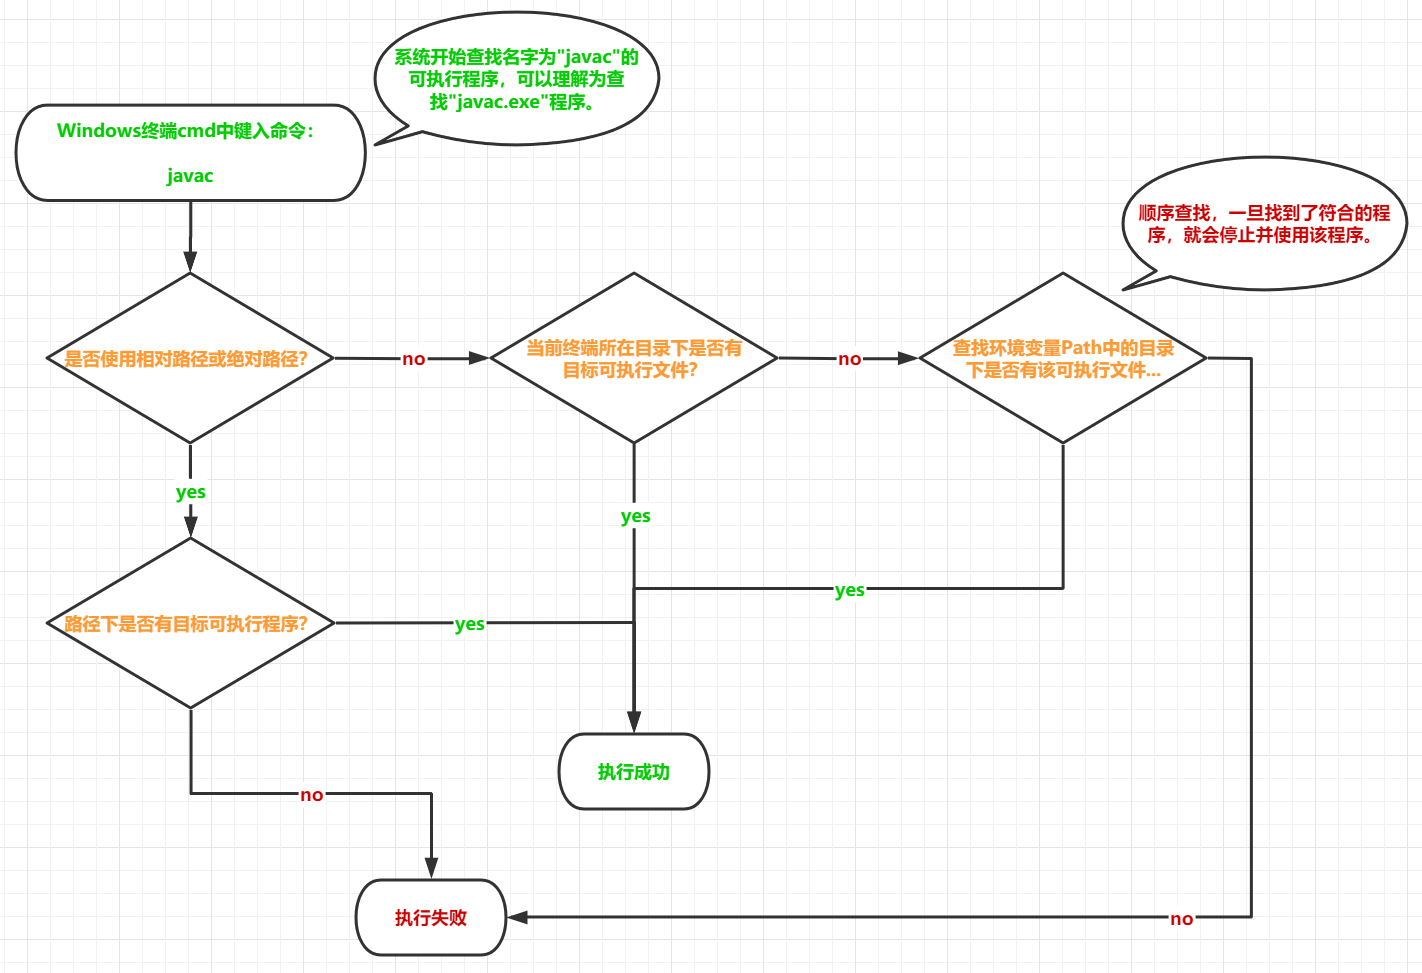 系统开始查找名字为"javac"的
可执行程序，可以理解为查
找"javac.exe"程序。
Windows终端cmd中键入命令：
javac
顺序查找，一旦找到了符合的程
序，就会停止并使用该程序。
是否使用相对路径或绝对路径?
no
当前终端所在目录下是否有
目标可执行文件?
no
查找环境变量Path中的目录
下是否有该可执行文件...
yes
yes
yes
路径下是否有目标可执行程序?
yes
执行成功
no
执行失败
no